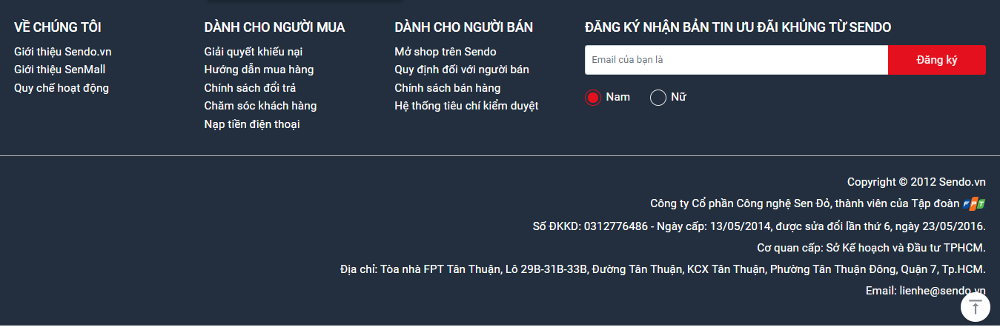 VỀ CHÚNG TÔI
Giới thiệu Sendo.vn
Giới thiệu SenMall
Quy chế hoạt động
DÀNH CHO NGƯỜI MUA
Giải quyết khiếu nại
Hướng dẫn mua hàng
Chính sách đổi trả
Chăm sóc khách hàng
Nạp tiền điện thoại
DÀNH CHO NGƯỜI BÁN
Mở shop trên Sendo
Quy định đối với người bán
Chính sách bán hàng
Hệ thống tiêu chí kiểm duyệt
ĐĂNG KÝ NHẬN BẢN TIN ƯU ĐÃI KHỦNG TỪ SENDO
Email của bạn là
Đăng ký
Nam
Nữ
Copyright © 2012 Sendo.vn
Công ty Cổ phần Công nghệ Sen Đỏ, thành viên của Tập đoàn FPT
Số ĐKKD: 0312776486 - Ngày cấp: 13/05/2014, được sửa đổi lần thứ 6, ngày 23/05/2016.
Cơ quan cấp: Sở Kế hoạch và Đầu tư TPHCM.
Địa chỉ: Tòa nhà FPT Tân Thuận, Lô 29B-31B-33B, Đường Tân Thuận, KCX Tân Thuận, Phường Tân Thuận Đông, Quận 7, Tp.HCM.
Email: lienhe@sendo.vn